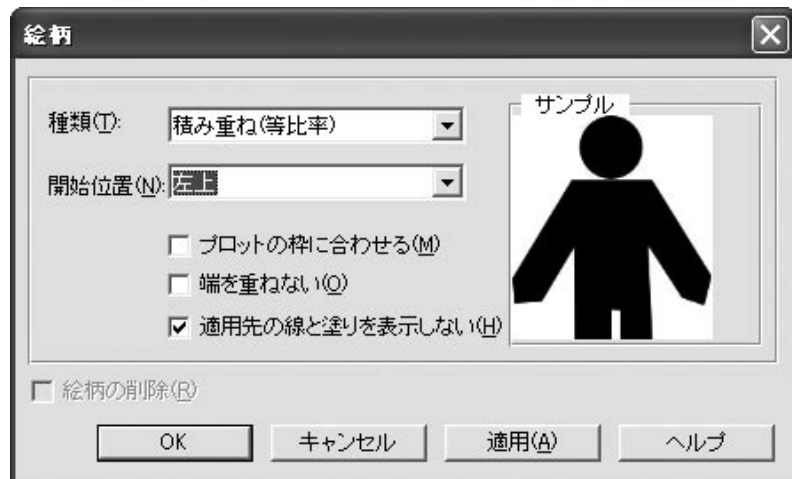 絵柄
サンプル
種類(T): 積み重ね(等比率)
開始位置(N): 左上
プロットの枠に合わせる(M)
端を重ねない(O)
適用先の線と塗りを表示しない(H)
絵柄の削除(R)
OK キャンセル 適用(A) ヘルプ